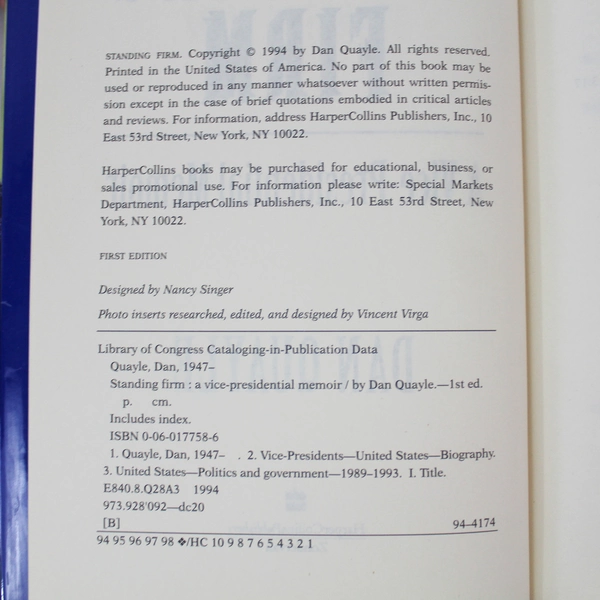 STANDING FIRM. Copyright © 1994 by Dan Quayle. All rights reserved.
Printed in the United States of America. No part of this book may be
used or reproduced in any manner whatsoever without written permis-
sion except in the case of brief quotations embodied in critical articles
and reviews. For information, address HarperCollins Publishers, Inc., 10
East 53rd Street, New York, NY 10022.
HarperCollins books may be purchased for educational, business, or
sales promotional use. For information please write: Special Markets
Department, HarperCollins Publishers, Inc., 10 East 53rd Street, New
York, NY 10022.
FIRST EDITION
Designed by Nancy Singer
Photo inserts researched, edited, and designed by Vincent Virga
Library of Congress Cataloging-in-Publication Data
Quayle, Dan, 1947–
Standing firm : a vice-presidential memoir / by Dan Quayle.—1st ed.
p. cm.
Includes index.
ISBN 0-06-017758-6
1. Quayle, Dan, 1947– . 2. Vice-Presidents—United States—Biography.
3. United States—Politics and government—1989–1993. I. Title.
E840.8.Q28A3 1994
973.928'092—dc20
[B] 94-4174
94 95 96 97 98 ❖/HC 10 9 8 7 6 5 4 3 2 1